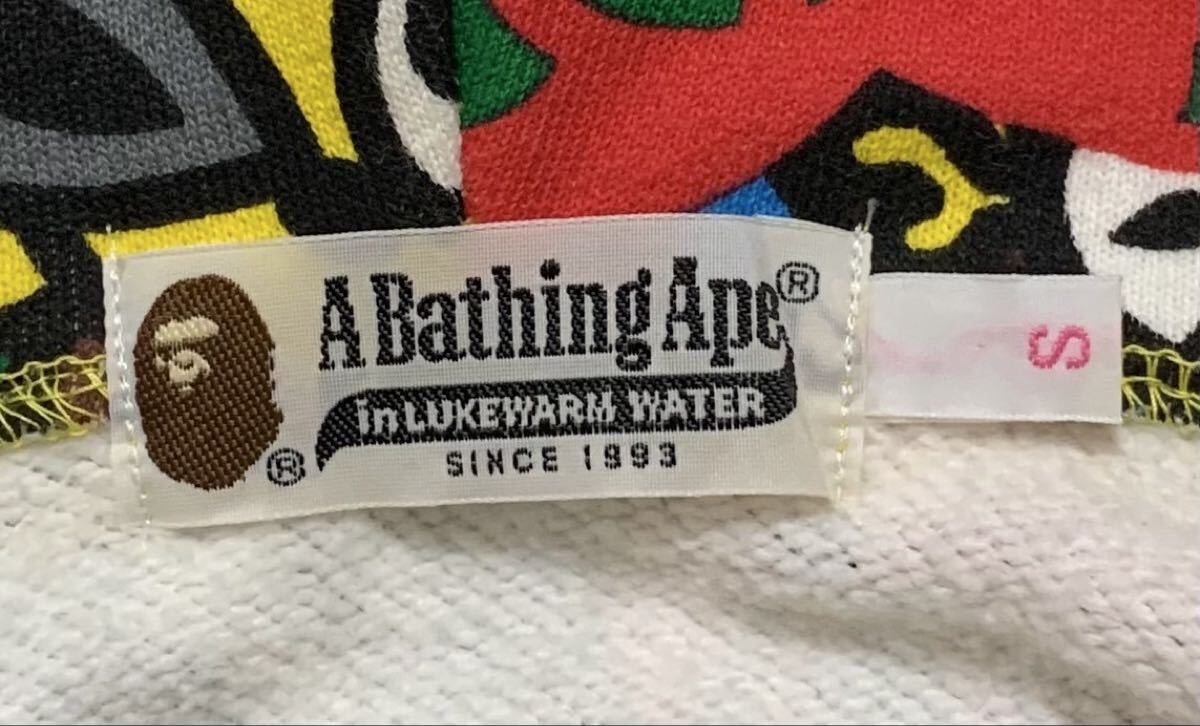 A Bathing Ape®
in LUKEWARM WATER
®
SINCE 1993
S